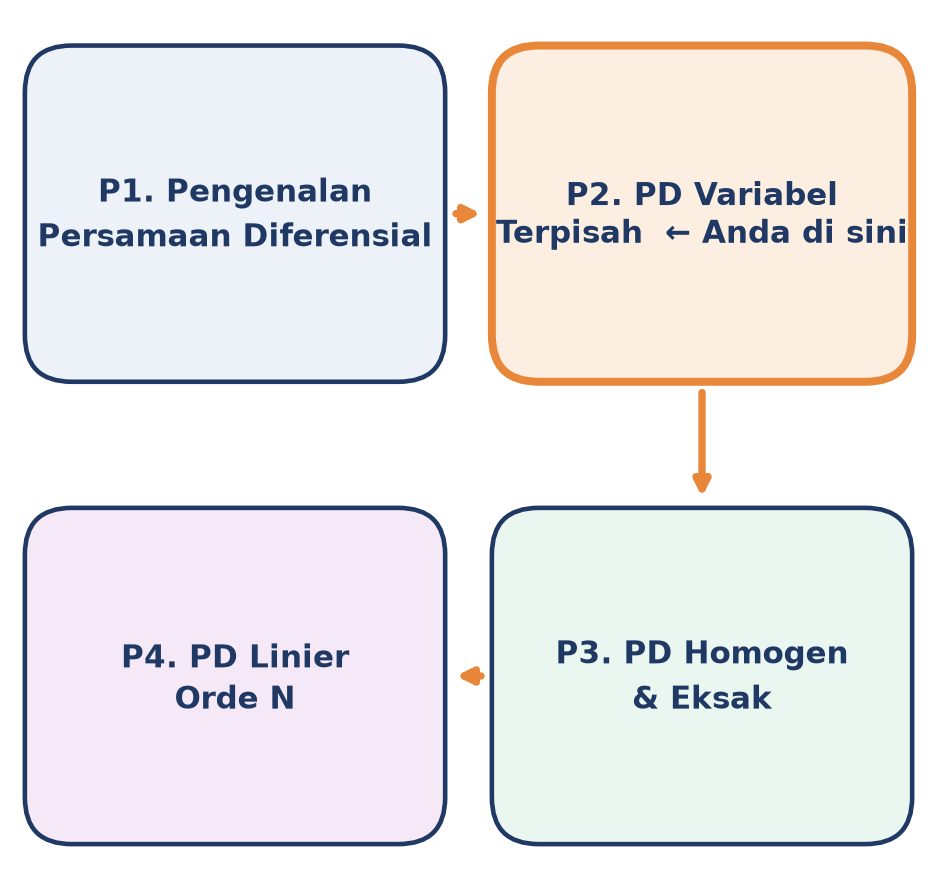 P1. Pengenalan
Persamaan Diferensial
P2. PD Variabel
Terpisah ← Anda di sini
P4. PD Linier
Orde N
P3. PD Homogen
& Eksak